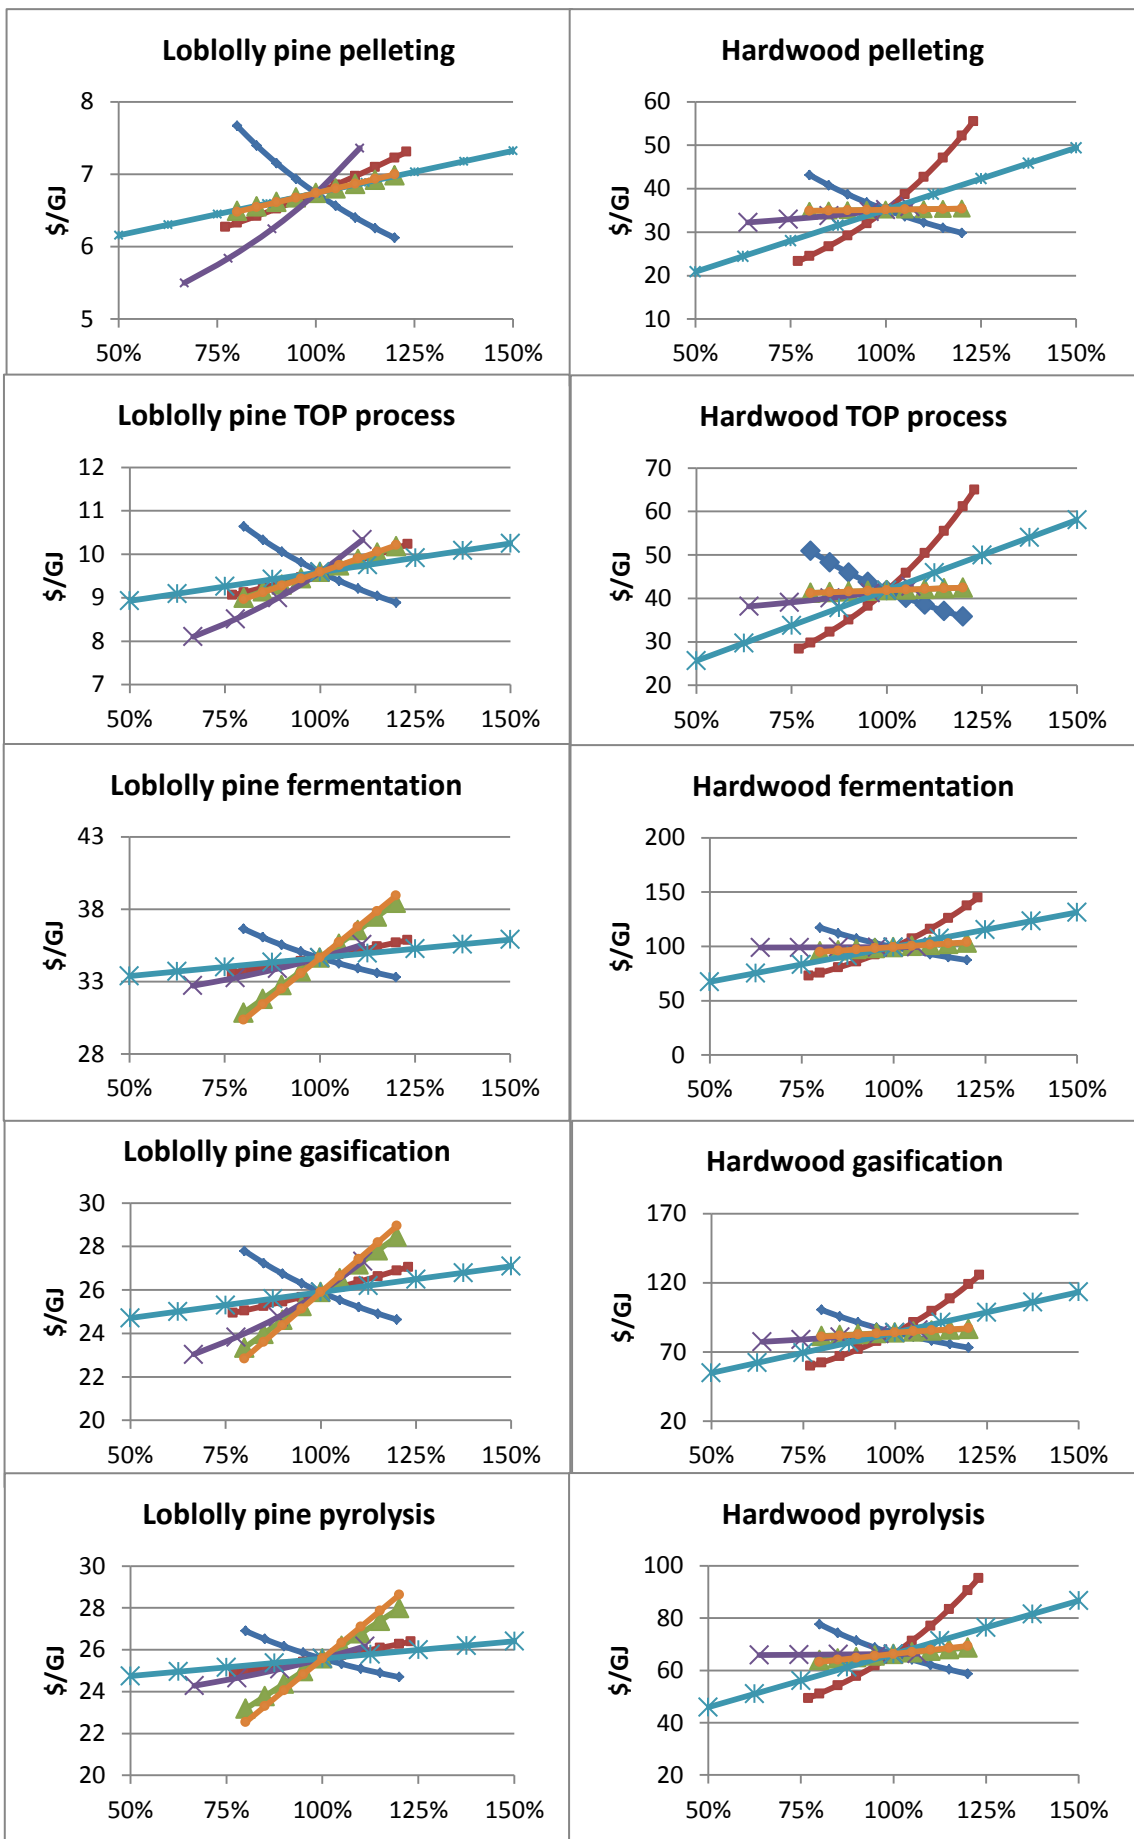 Loblolly pine pelleting
8
7
6
5
$/GJ
50% 75% 100% 125% 150%
Hardwood pelleting
60
50
40
30
20
10
$/GJ
50% 75% 100% 125% 150%
Loblolly pine TOP process
12
11
10
9
8
7
$/GJ
50% 75% 100% 125% 150%
Hardwood TOP process
70
60
50
40
30
20
$/GJ
50% 75% 100% 125% 150%
Loblolly pine fermentation
43
38
33
28
$/GJ
50% 75% 100% 125% 150%
Hardwood fermentation
200
150
100
50
0
$/GJ
50% 75% 100% 125% 150%
Loblolly pine gasification
30
28
26
24
22
20
$/GJ
50% 75% 100% 125% 150%
Hardwood gasification
170
120
70
20
$/GJ
50% 75% 100% 125% 150%
Loblolly pine pyrolysis
30
28
26
24
22
20
$/GJ
50% 75% 100% 125% 150%
Hardwood pyrolysis
100
80
60
40
20
$/GJ
50% 75% 100% 125% 150%